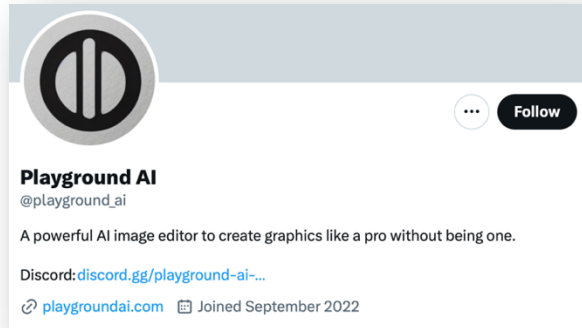 Follow
Playground AI
@playground_ai
A powerful AI image editor to create graphics like a pro without being one.
Discord:discord.gg/playground-ai-...
playgroundai.com Joined September 2022